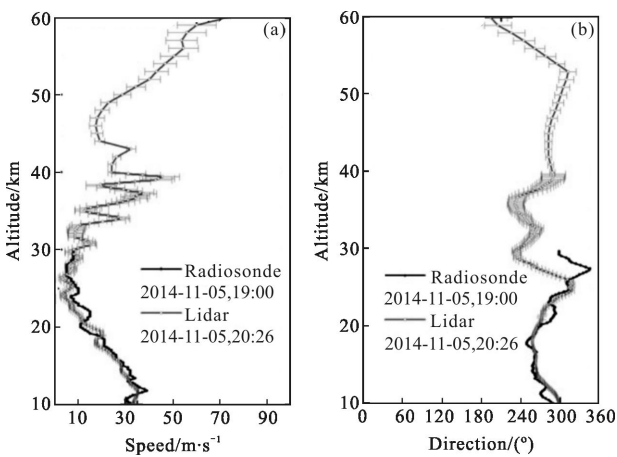 60
50
40
30
20
10
Altitude/km
(a)
Radiosonde
2014-11-05,19:00
Lidar
2014-11-05,20:26
10 30 50 70 90
Speed/m·s⁻¹
60
50
40
30
20
10
Altitude/km
(b)
Radiosonde
2014-11-05,19:00
Lidar
2014-11-05,20:26
0 60 120 180 240 300 360
Direction/(º)